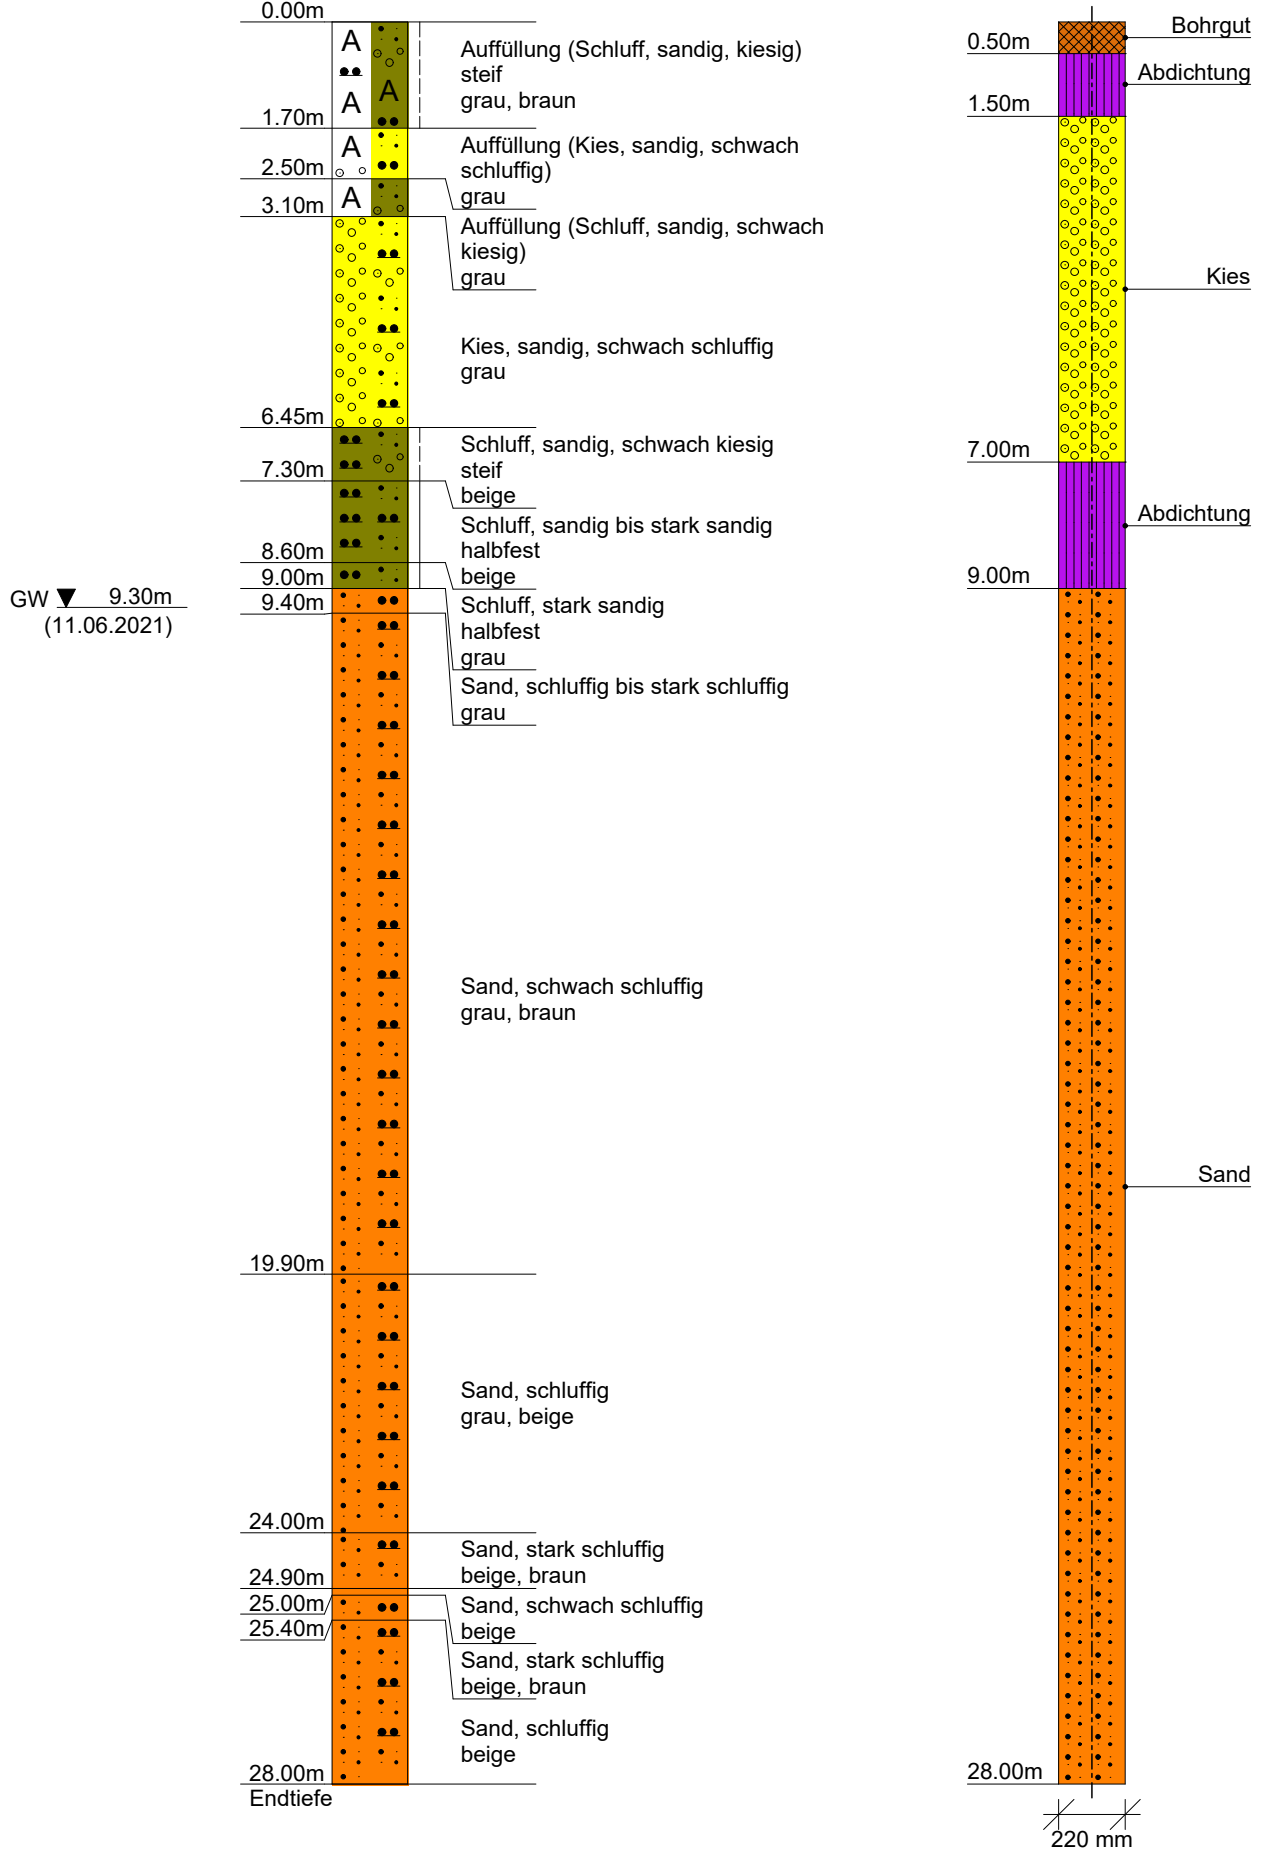 0.00m
A
A
A
1.70m
Auffüllung (Schluff, sandig, kiesig)
steif
grau, braun
A
2.50m
Auffüllung (Kies, sandig, schwach
schluffig)
grau
A
3.10m
Auffüllung (Schluff, sandig, schwach
kiesig)
grau
Kies, sandig, schwach schluffig
grau
6.45m
Schluff, sandig, schwach kiesig
steif
beige
7.30m
Schluff, sandig bis stark sandig
halbfest
beige
8.60m
Schluff, stark sandig
halbfest
grau
9.00m
Sand, schluffig bis stark schluffig
grau
9.40m
GW 9.30m
(11.06.2021)
Sand, schwach schluffig
grau, braun
19.90m
Sand, schluffig
grau, beige
24.00m
Sand, stark schluffig
beige, braun
24.90m
Sand, schwach schluffig
beige
25.00m
Sand, stark schluffig
beige, braun
25.40m
Sand, schluffig
beige
28.00m
Endtiefe
Bohrgut
0.50m
Abdichtung
1.50m
Kies
7.00m
Abdichtung
9.00m
Sand
28.00m
220 mm